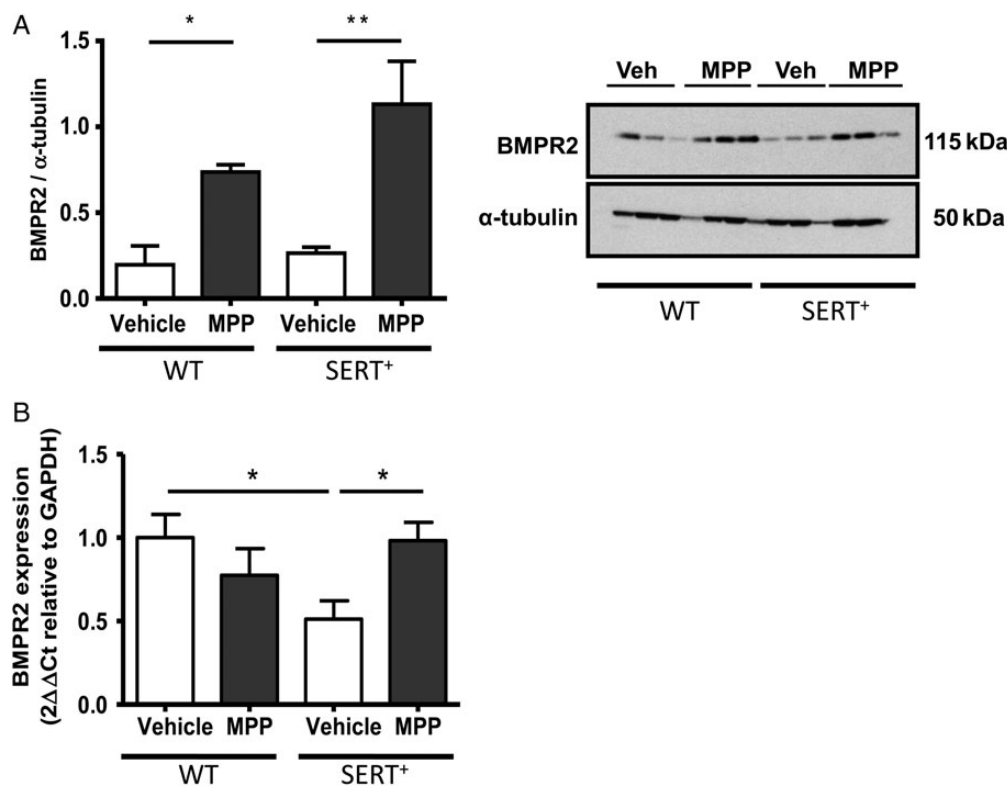 A
* **
BMPR2 / α-tubulin
1.5
1.0
0.5
0.0
Vehicle MPP Vehicle MPP
WT SERT⁺
Veh MPP Veh MPP
BMPR2 115 kDa
α-tubulin 50 kDa
WT SERT⁺
B
BMPR2 expression
(2ΔΔCt relative to GAPDH)
1.5
1.0
0.5
0.0
* *
Vehicle MPP Vehicle MPP
WT SERT⁺